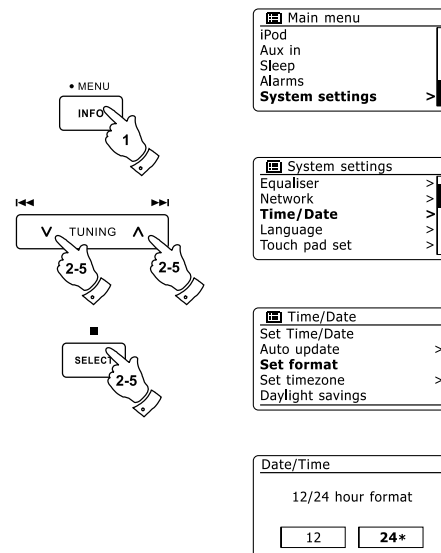 • MENU
INFO
1
TUNING
2-5
2-5
SELECT
2-5
Main menu
iPod
Aux in
Sleep
Alarms
System settings >
System settings
Equaliser >
Network >
Time/Date >
Language >
Touch pad set >
Time/Date
Set Time/Date
Auto update >
Set format
Set timezone >
Daylight savings
Date/Time
12/24 hour format
12
24*